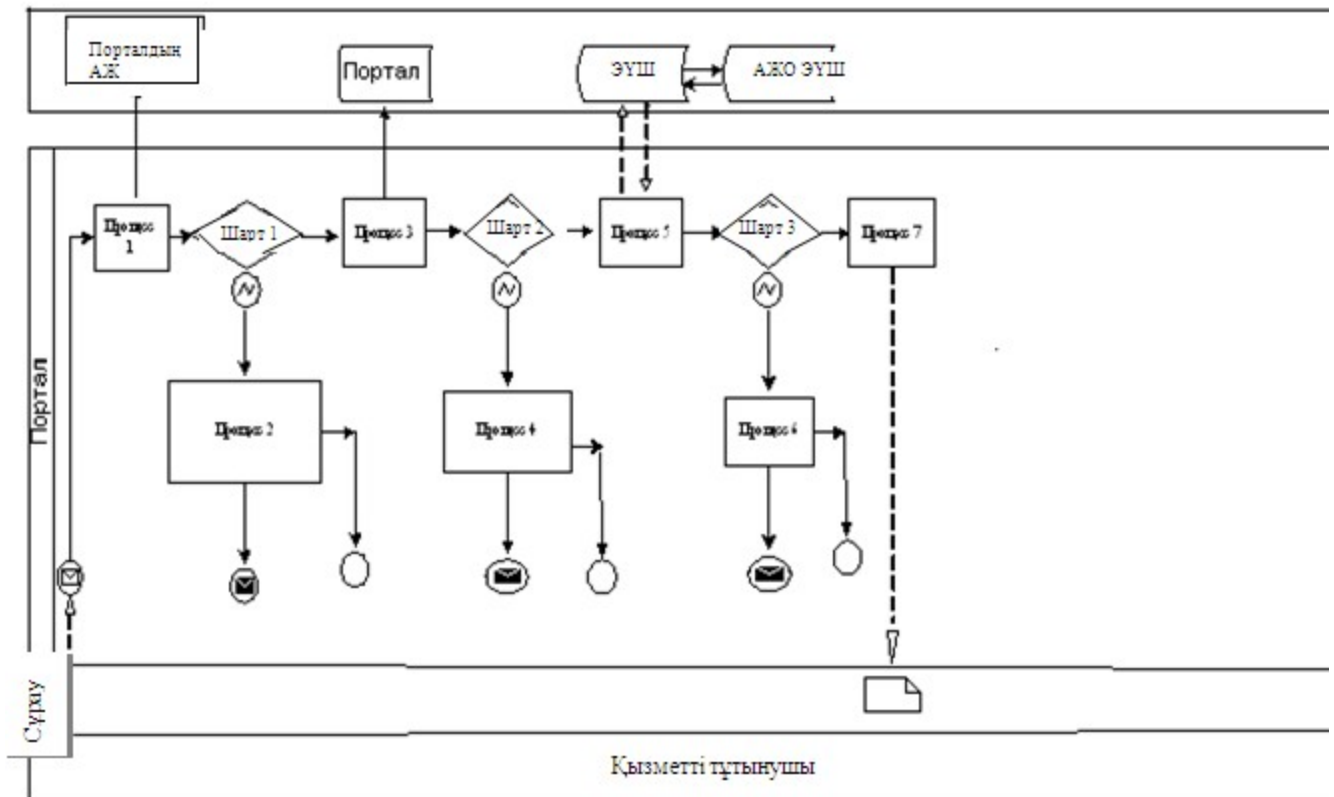 Порталдың
АЖ
Портал
ЭҮШ
АЖО ЭҮШ
Процесс
1
Шарт 1
Процесс 3
Шарт 2
Процесс 5
Шарт 3
Процес 7
Портал
Процесс 2
Процесс 4
Процесс 6
Сұрау
Қызметті тұтынушы